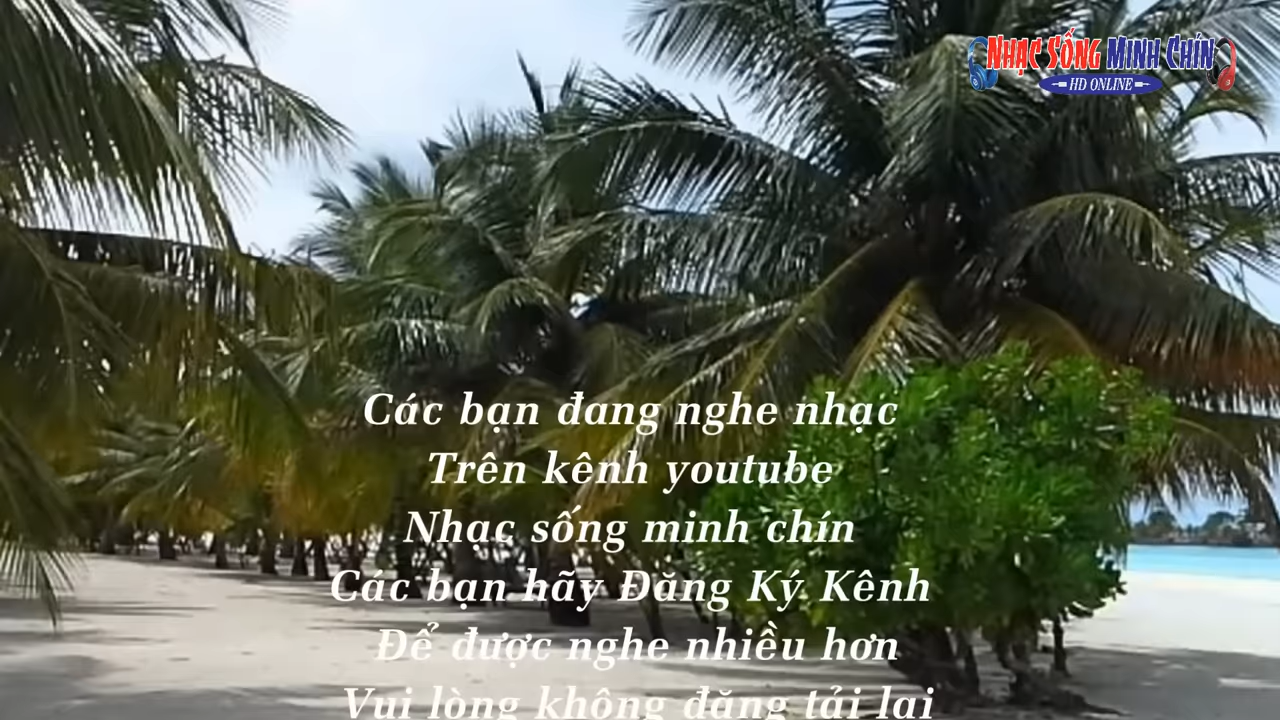 NHẠC SỐNG MINH CHÍN
HD ONLINE
Các bạn đang nghe nhạc
Trên kênh youtube
Nhạc sống minh chín
Các bạn hãy Đăng Ký Kênh
Để được nghe nhiều hơn
Vui lòng không đăng tải lại